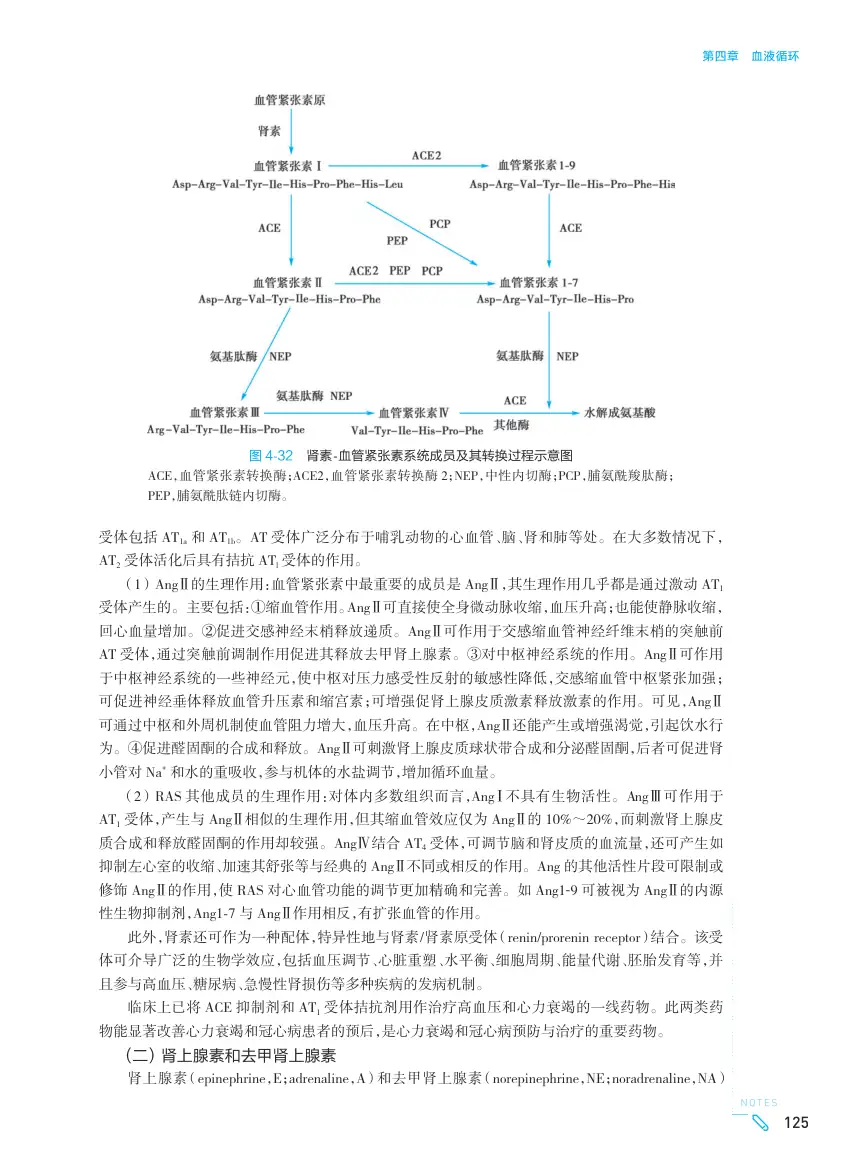 第四章　血液循环
血管紧张素原
肾素
血管紧张素Ⅰ
ACE2
血管紧张素1-9
Asp-Arg-Val-Tyr-Ile-His-Pro-Phe-His-Leu
Asp-Arg-Val-Tyr-Ile-His-Pro-Phe-His
ACE
PCP
PEP
ACE
血管紧张素Ⅱ
ACE2　PEP　PCP
血管紧张素1-7
Asp-Arg-Val-Tyr-Ile-His-Pro-Phe
Asp-Arg-Val-Tyr-Ile-His-Pro
氨基肽酶　NEP
氨基肽酶　NEP
血管紧张素Ⅲ
氨基肽酶 NEP
血管紧张素Ⅳ
ACE
其他酶
水解成氨基酸
Arg-Val-Tyr-Ile-His-Pro-Phe
Val-Tyr-Ile-His-Pro-Phe
图 4-32　肾素-血管紧张素系统成员及其转换过程示意图
ACE,血管紧张素转换酶;ACE2,血管紧张素转换酶 2;NEP,中性内切酶;PCP,脯氨酰羧肽酶;
PEP,脯氨酰肽链内切酶。
受体包括 AT1a 和 AT1b。AT 受体广泛分布于哺乳动物的心血管、脑、肾和肺等处。在大多数情况下,
AT2 受体活化后具有拮抗 AT1 受体的作用。
（1）AngⅡ的生理作用:血管紧张素中最重要的成员是 AngⅡ,其生理作用几乎都是通过激动 AT1
受体产生的。主要包括:①缩血管作用。AngⅡ可直接使全身微动脉收缩,血压升高;也能使静脉收缩,
回心血量增加。②促进交感神经末梢释放递质。AngⅡ可作用于交感缩血管神经纤维末梢的突触前
AT 受体,通过突触前调制作用促进其释放去甲肾上腺素。③对中枢神经系统的作用。AngⅡ可作用
于中枢神经系统的一些神经元,使中枢对压力感受性反射的敏感性降低,交感缩血管中枢紧张加强;
可促进神经垂体释放血管升压素和缩宫素;可增强促肾上腺皮质激素释放激素的作用。可见,AngⅡ
可通过中枢和外周机制使血管阻力增大,血压升高。在中枢,AngⅡ还能产生或增强渴觉,引起饮水行
为。④促进醛固酮的合成和释放。AngⅡ可刺激肾上腺皮质球状带合成和分泌醛固酮,后者可促进肾
小管对 Na⁺ 和水的重吸收,参与机体的水盐调节,增加循环血量。
（2）RAS 其他成员的生理作用:对体内多数组织而言,AngⅠ不具有生物活性。AngⅢ可作用于
AT1 受体,产生与 AngⅡ相似的生理作用,但其缩血管效应仅为 AngⅡ的 10%～20%,而刺激肾上腺皮
质合成和释放醛固酮的作用却较强。AngⅣ结合 AT4 受体,可调节脑和肾皮质的血流量,还可产生如
抑制左心室的收缩、加速其舒张等与经典的 AngⅡ不同或相反的作用。Ang 的其他活性片段可限制或
修饰 AngⅡ的作用,使 RAS 对心血管功能的调节更加精确和完善。如 Ang1-9 可被视为 AngⅡ的内源
性生物抑制剂,Ang1-7 与 AngⅡ作用相反,有扩张血管的作用。
此外,肾素还可作为一种配体,特异性地与肾素/肾素原受体（renin/prorenin receptor）结合。该受
体可介导广泛的生物学效应,包括血压调节、心脏重塑、水平衡、细胞周期、能量代谢、胚胎发育等,并
且参与高血压、糖尿病、急慢性肾损伤等多种疾病的发病机制。
临床上已将 ACE 抑制剂和 AT1 受体拮抗剂用作治疗高血压和心力衰竭的一线药物。此两类药
物能显著改善心力衰竭和冠心病患者的预后,是心力衰竭和冠心病预防与治疗的重要药物。
（二）肾上腺素和去甲肾上腺素
肾上腺素（epinephrine,E;adrenaline,A）和去甲肾上腺素（norepinephrine,NE;noradrenaline,NA）
NOTES
125